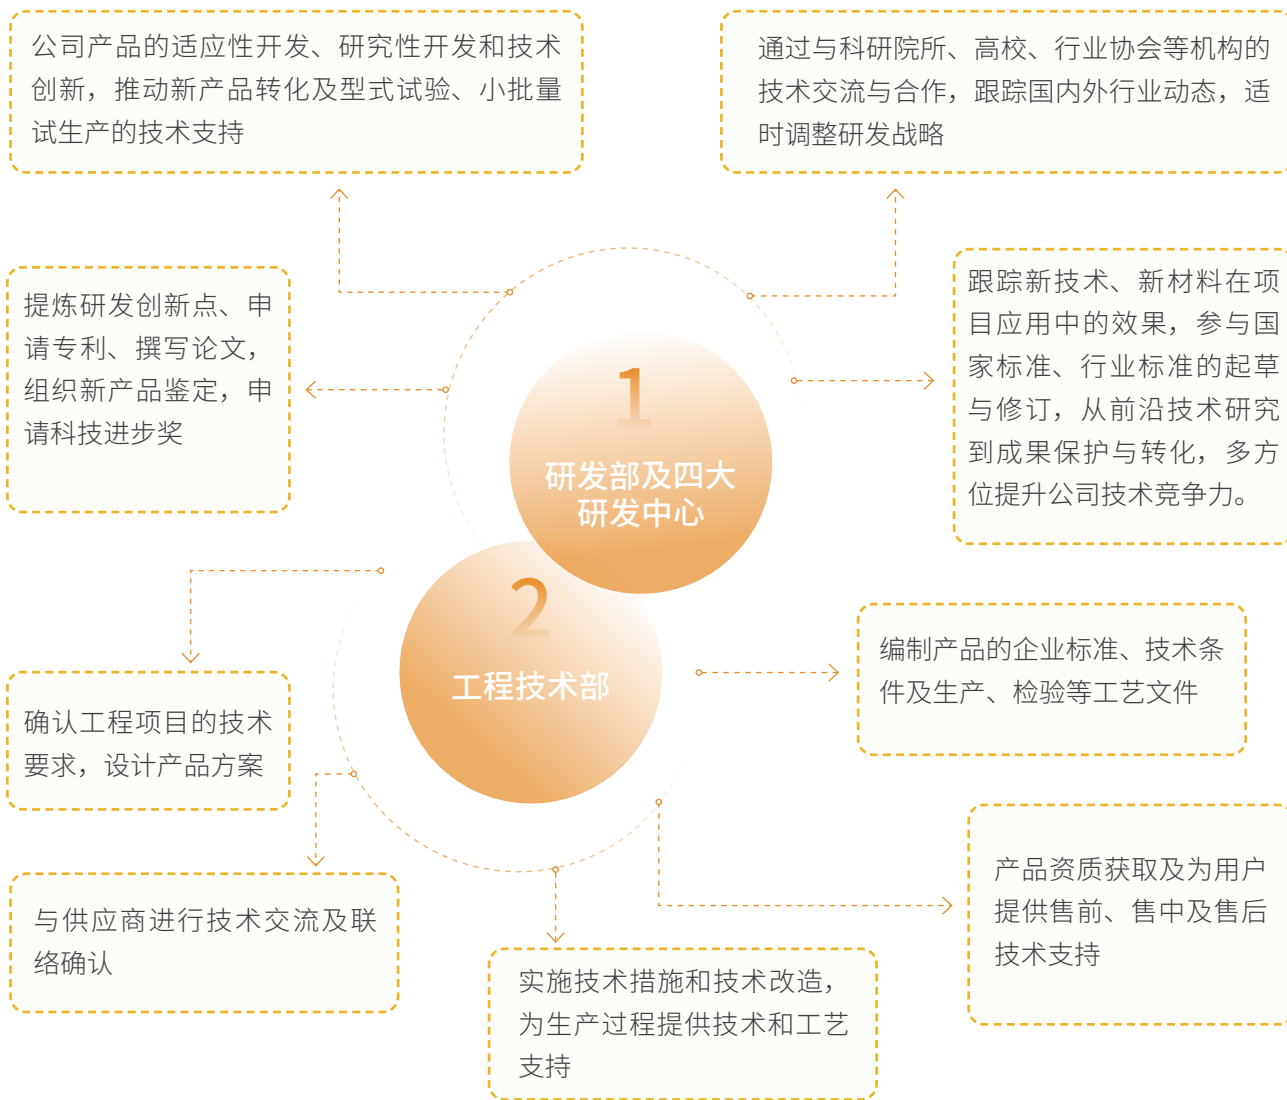 公司产品的适应性开发、研究性开发和技术
创新，推动新产品转化及型式试验、小批量
试生产的技术支持
通过与科研院所、高校、行业协会等机构的
技术交流与合作，跟踪国内外行业动态，适
时调整研发战略
提炼研发创新点、申
请专利、撰写论文，
组织新产品鉴定，申
请科技进步奖
跟踪新技术、新材料在项
目应用中的效果，参与国
家标准、行业标准的起草
与修订，从前沿技术研究
到成果保护与转化，多方
位提升公司技术竞争力。
1
研发部及四大
研发中心
2
工程技术部
编制产品的企业标准、技术条
件及生产、检验等工艺文件
确认工程项目的技术
要求，设计产品方案
产品资质获取及为用户
提供售前、售中及售后
技术支持
与供应商进行技术交流及联
络确认
实施技术措施和技术改造，
为生产过程提供技术和工艺
支持